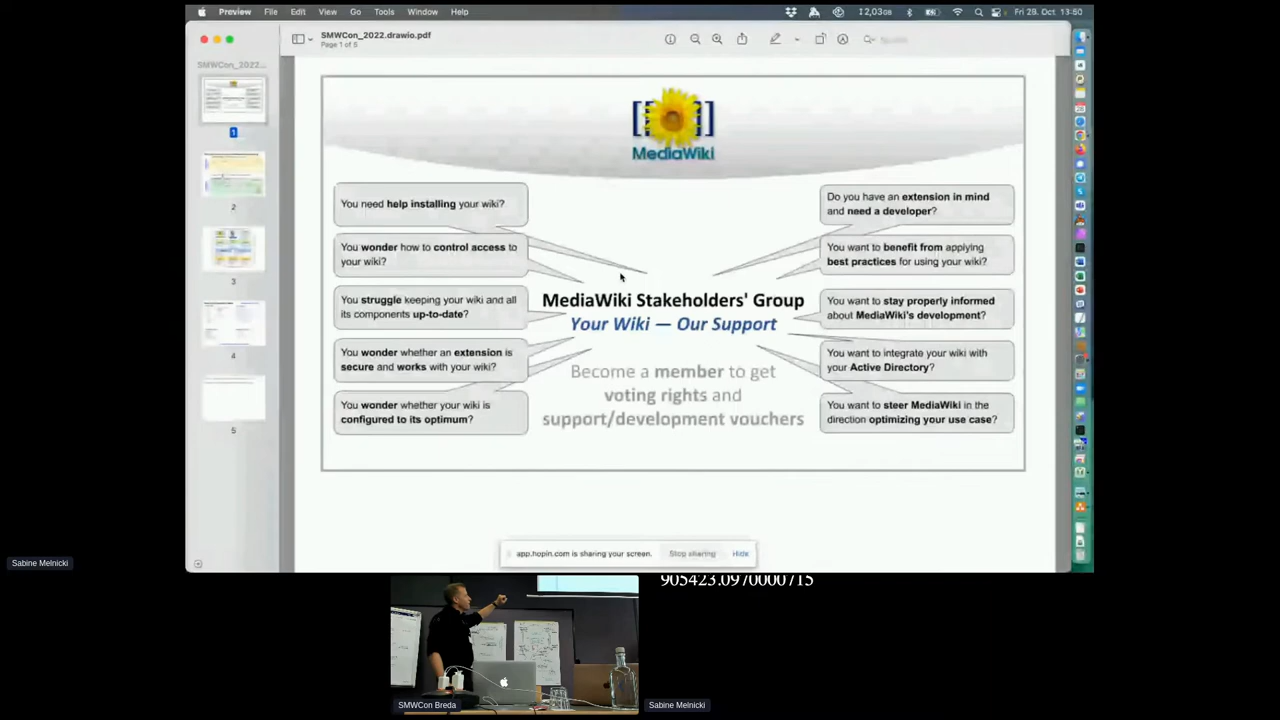 Preview File Edit View Go Tools Window Help
Fri 28. Oct 13:50
SMWCon_2022.drawio.pdf
Page 1 of 5
SMWCon_2022...
1
2
3
4
5
MediaWiki
You need help installing your wiki?
You wonder how to control access to
your wiki?
You struggle keeping your wiki and all
its components up-to-date?
You wonder whether an extension is
secure and works with your wiki?
You wonder whether your wiki is
configured to its optimum?
MediaWiki Stakeholders' Group
Your Wiki — Our Support
Become a member to get
voting rights and
support/development vouchers
Do you have an extension in mind
and need a developer?
You want to benefit from applying
best practices for using your wiki?
You want to stay properly informed
about MediaWiki's development?
You want to integrate your wiki with
your Active Directory?
You want to steer MediaWiki in the
direction optimizing your use case?
app.hopin.com is sharing your screen. Stop sharing Hide
Sabine Melnicki
905423.0970000715
SMWCon Breda
Sabine Melnicki